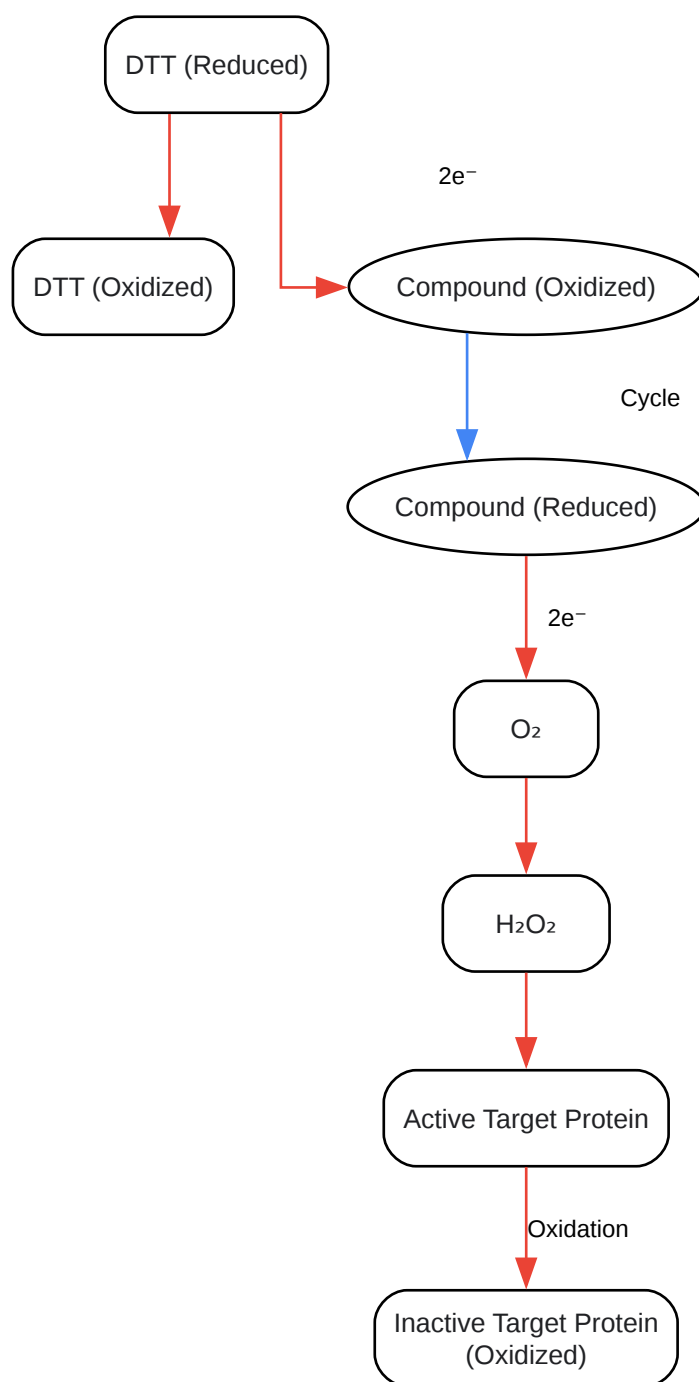 DTT (Reduced)
2e⁻
DTT (Oxidized)
Compound (Oxidized)
Cycle
Compound (Reduced)
2e⁻
O₂
H₂O₂
Active Target Protein
Oxidation
Inactive Target Protein
(Oxidized)